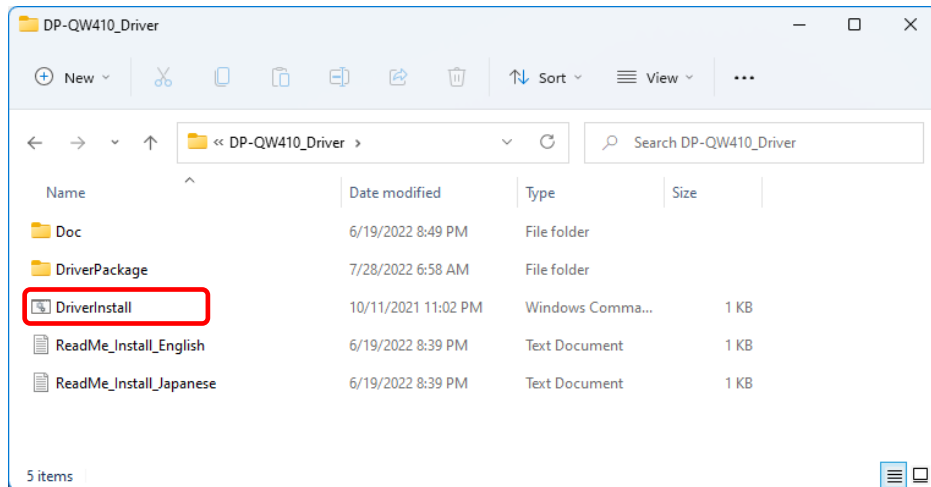 DP-QW410_Driver
New
Sort
View
« DP-QW410_Driver ›
Search DP-QW410_Driver
Name Date modified Type Size
Doc 6/19/2022 8:49 PM File folder
DriverPackage 7/28/2022 6:58 AM File folder
DriverInstall 10/11/2021 11:02 PM Windows Comma... 1 KB
ReadMe_Install_English 6/19/2022 8:39 PM Text Document 1 KB
ReadMe_Install_Japanese 6/19/2022 8:39 PM Text Document 1 KB
5 items